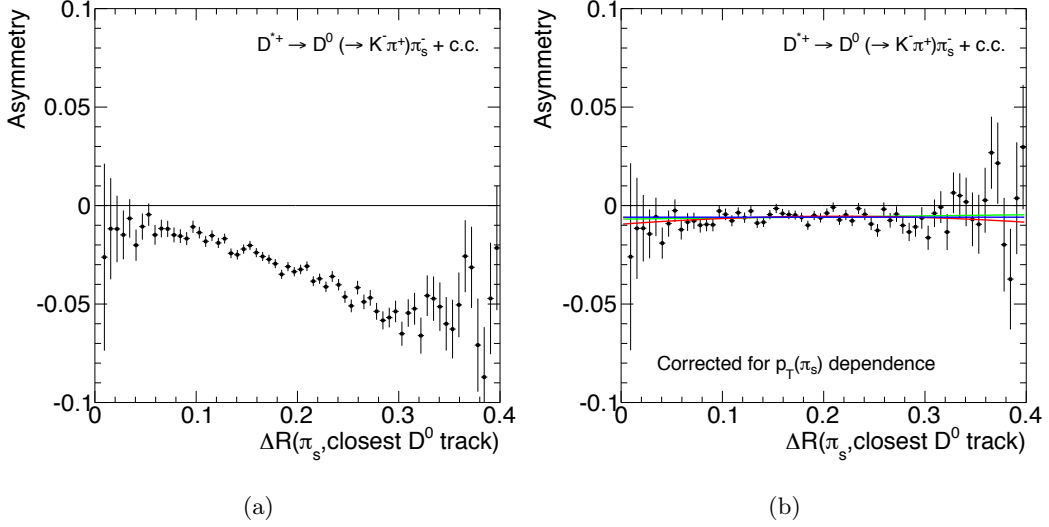 0.1
0.05
0
-0.05
-0.1
Asymmetry
D*+ → D⁰ (→ K⁻π⁺)πₛ⁻ + c.c.
0
0.1
0.2
0.3
0.4
ΔR(πₛ,closest D⁰ track)
(a)
0.1
0.05
0
-0.05
-0.1
Asymmetry
D*+ → D⁰ (→ K⁻π⁺)πₛ⁻ + c.c.
Corrected for p_T(πₛ) dependence
0
0.1
0.2
0.3
0.4
ΔR(πₛ,closest D⁰ track)
(b)